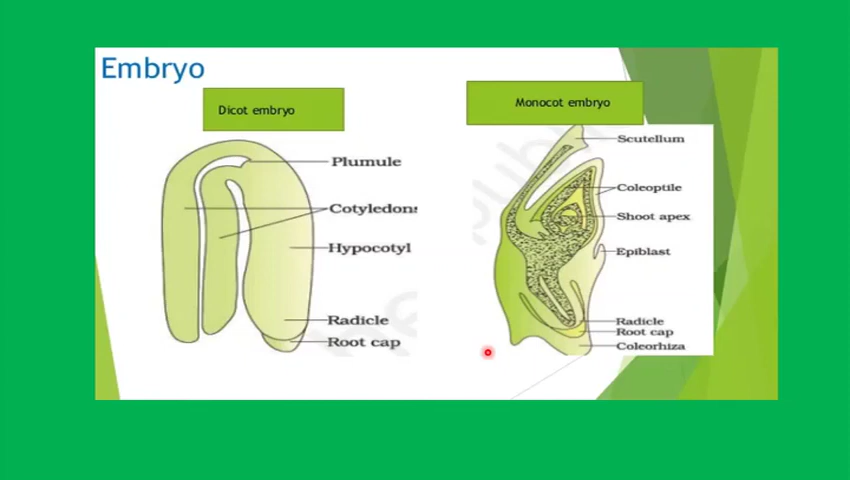 Embryo
Dicot embryo
Plumule
Cotyledons
Hypocotyl
Radicle
Root cap
Monocot embryo
Scutellum
Coleoptile
Shoot apex
Epiblast
Radicle
Root cap
Coleorhiza